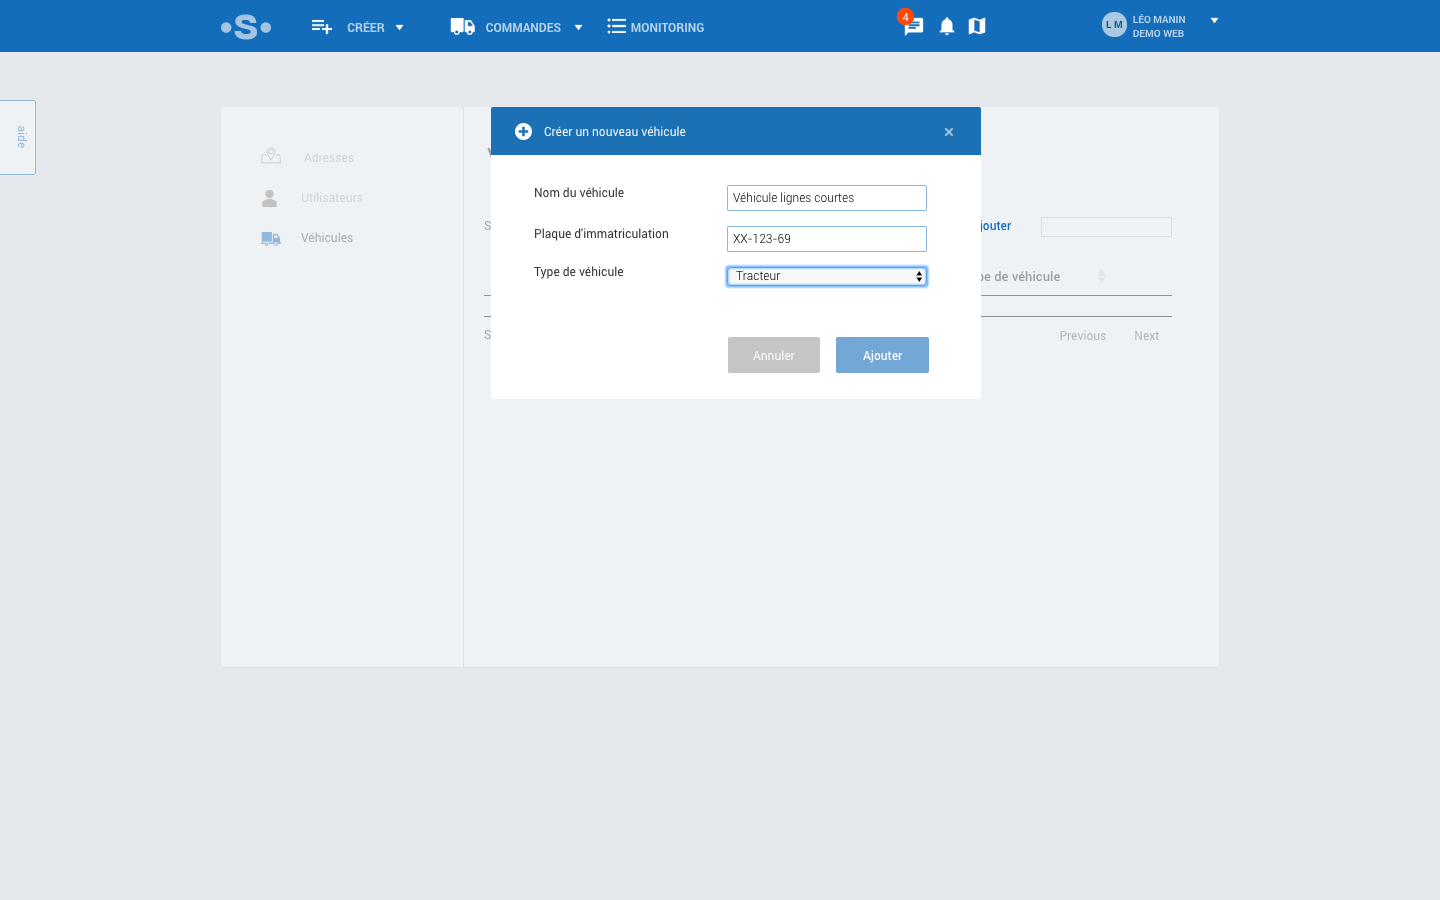 S
CRÉER
COMMANDES
MONITORING
4
L M
LÉO MANIN
DEMO WEB
aide
Adresses
Utilisateurs
Véhicules
Créer un nouveau véhicule
×
Nom du véhicule
Véhicule lignes courtes
Plaque d'immatriculation
XX-123-69
Type de véhicule
Tracteur
Annuler
Ajouter
S
jouter
pe de véhicule
S
Previous
Next